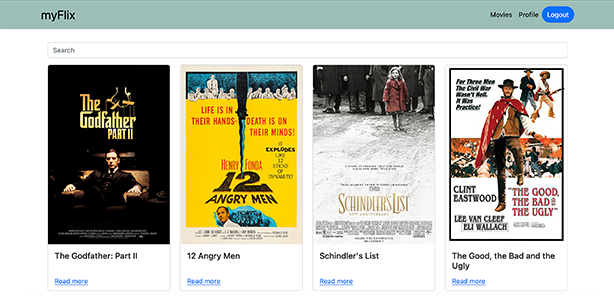 myFlix
Movies Profile Logout
Search
The
Godfather
PART II
LIFE IS IN
THEIR HANDS- DEATH IS ON
THEIR MINDS!
IT
EXPLODES
LIKE
12
STICKS
OF
DYNAMITE!
HENRY FONDA
12
ANGRY MEN
SCHINDLER'S LIST
For Three Men
The Civil War
Wasn't Hell.
It Was
Practice!
CLINT
EASTWOOD
"THE GOOD,
THE BAD &
THE UGLY"
LEE VAN CLEEF
ELI WALLACH
The Godfather: Part II
12 Angry Men
Schindler's List
The Good, the Bad and the
Ugly
Read more
Read more
Read more
Read more